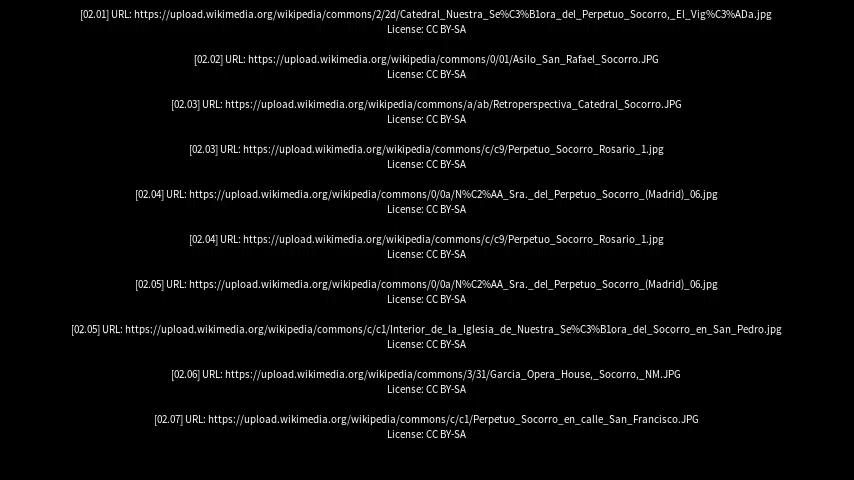 [02.01] URL: https://upload.wikimedia.org/wikipedia/commons/2/2d/Catedral_Nuestra_Se%C3%B1ora_del_Perpetuo_Socorro,_El_Vig%C3%ADa.jpg
License: CC BY-SA
[02.02] URL: https://upload.wikimedia.org/wikipedia/commons/0/01/Asilo_San_Rafael_Socorro.JPG
License: CC BY-SA
[02.03] URL: https://upload.wikimedia.org/wikipedia/commons/a/ab/Retroperspectiva_Catedral_Socorro.JPG
License: CC BY-SA
[02.03] URL: https://upload.wikimedia.org/wikipedia/commons/c/c9/Perpetuo_Socorro_Rosario_1.jpg
License: CC BY-SA
[02.04] URL: https://upload.wikimedia.org/wikipedia/commons/0/0a/N%C2%AA_Sra._del_Perpetuo_Socorro_(Madrid)_06.jpg
License: CC BY-SA
[02.04] URL: https://upload.wikimedia.org/wikipedia/commons/c/c9/Perpetuo_Socorro_Rosario_1.jpg
License: CC BY-SA
[02.05] URL: https://upload.wikimedia.org/wikipedia/commons/0/0a/N%C2%AA_Sra._del_Perpetuo_Socorro_(Madrid)_06.jpg
License: CC BY-SA
[02.05] URL: https://upload.wikimedia.org/wikipedia/commons/c/c1/Interior_de_la_Iglesia_de_Nuestra_Se%C3%B1ora_del_Socorro_en_San_Pedro.jpg
License: CC BY-SA
[02.06] URL: https://upload.wikimedia.org/wikipedia/commons/3/31/Garcia_Opera_House,_Socorro,_NM.JPG
License: CC BY-SA
[02.07] URL: https://upload.wikimedia.org/wikipedia/commons/c/c1/Perpetuo_Socorro_en_calle_San_Francisco.JPG
License: CC BY-SA